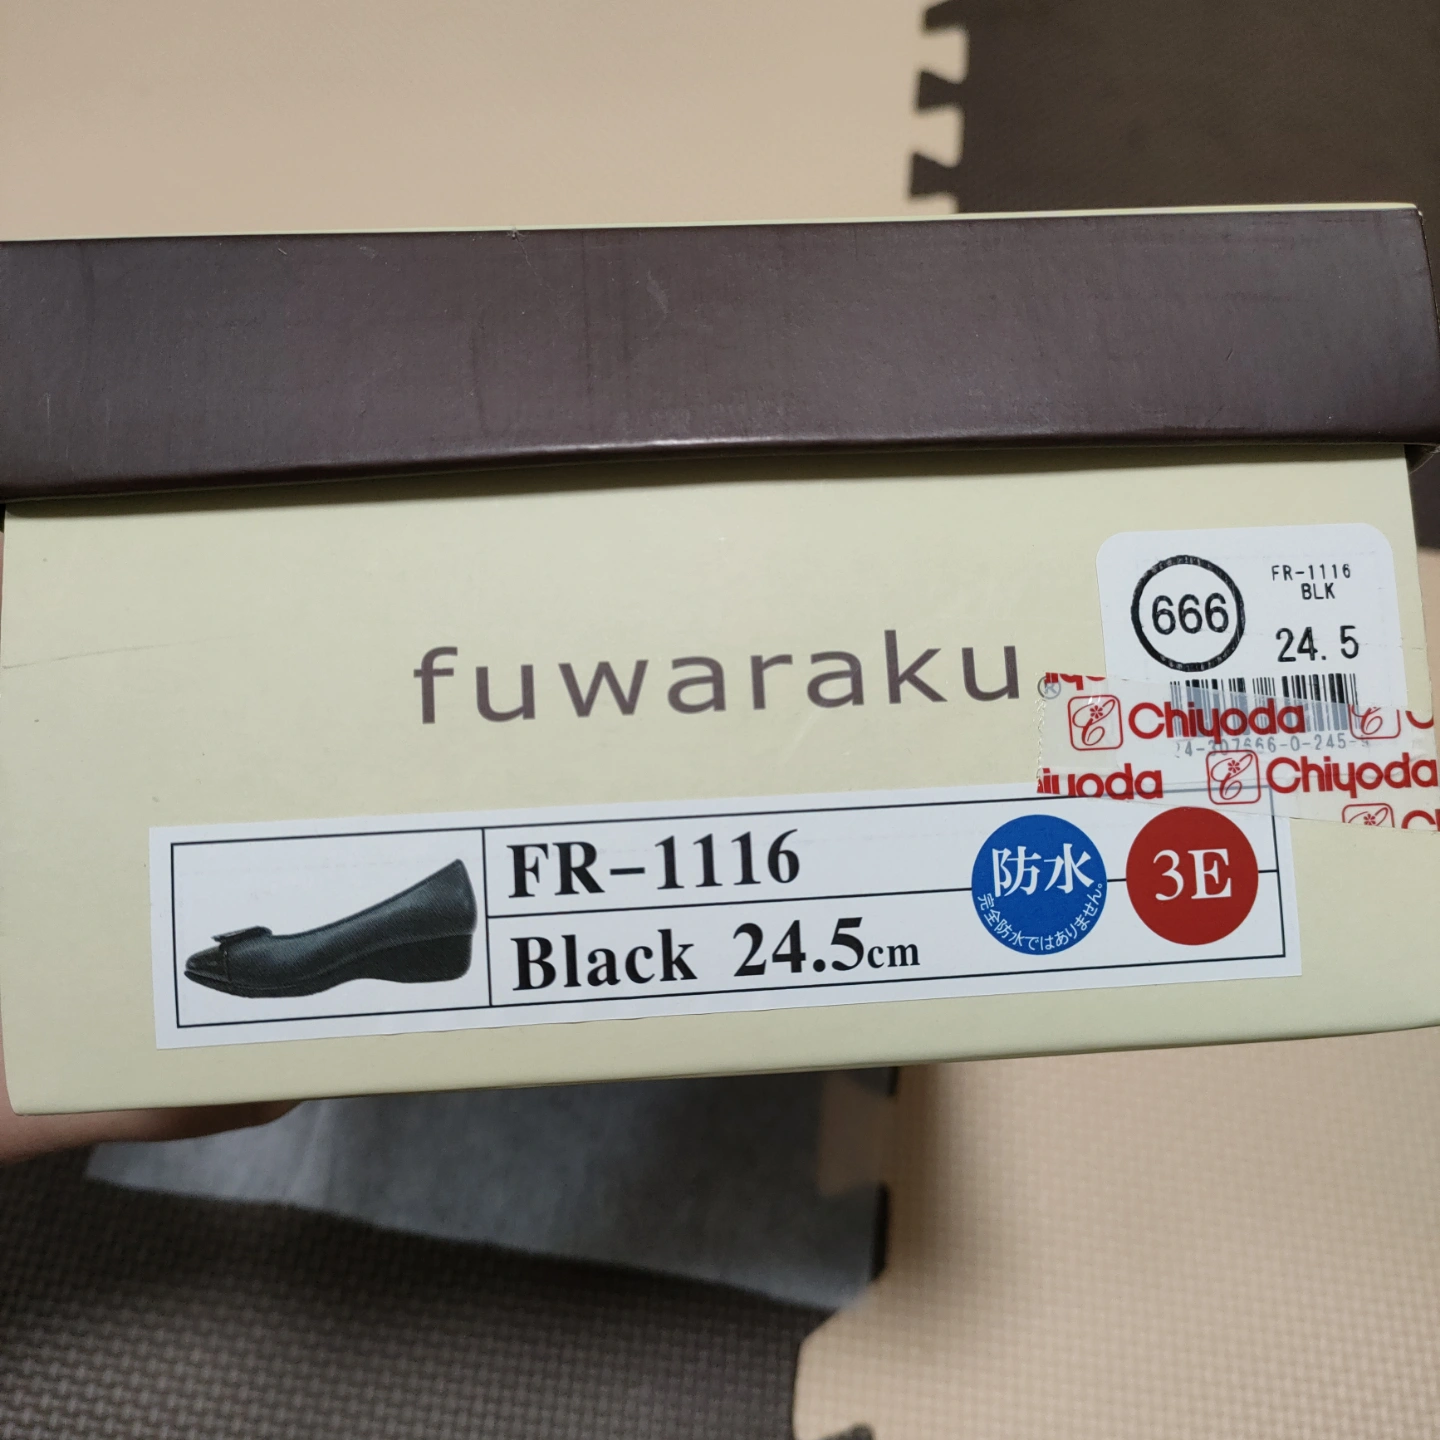 fuwaraku®
666
FR-1116
BLK
24.5
Chiyoda
Chiyoda
FR-1116
Black 24.5cm
防水
完全防水ではありません。
3E